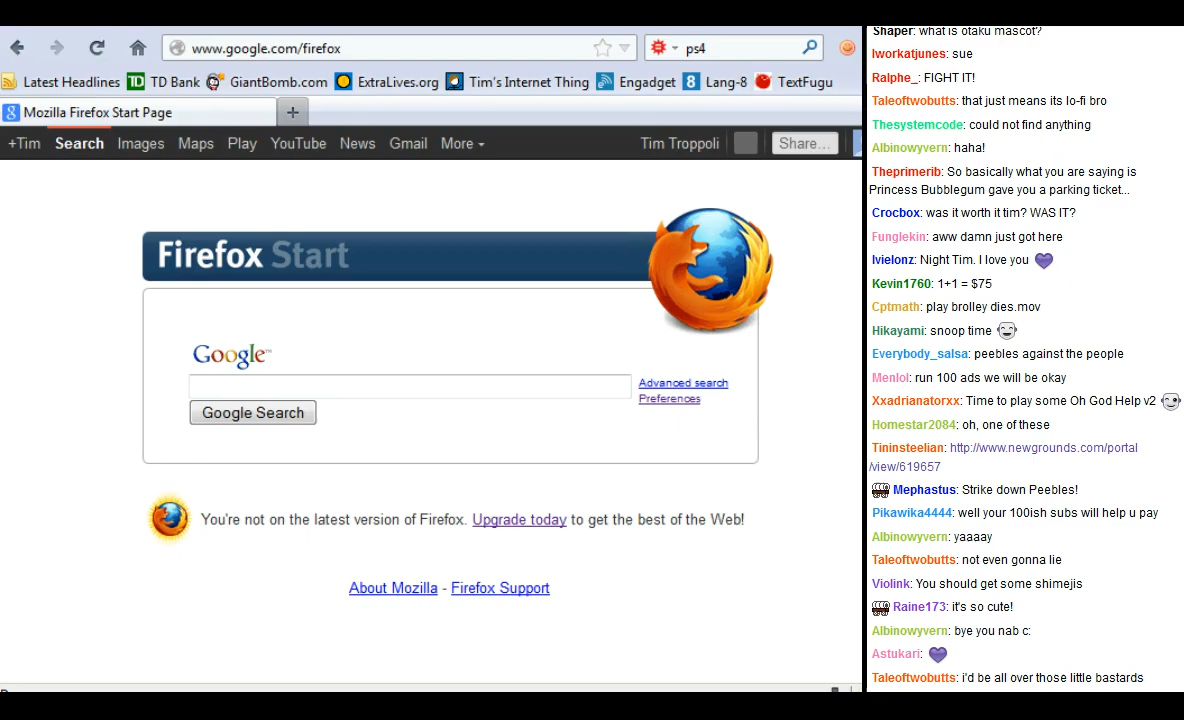 www.google.com/firefox
ps4
Latest Headlines TD TD Bank GiantBomb.com ExtraLives.org Tim's Internet Thing Engadget 8 Lang-8 TextFugu
8 Mozilla Firefox Start Page +
+Tim Search Images Maps Play YouTube News Gmail More Tim Troppoli Share...
Firefox Start
Google™
Advanced search
Preferences
Google Search
You're not on the latest version of Firefox. Upgrade today to get the best of the Web!
About Mozilla - Firefox Support
Shaper: what is otaku mascot?
Iworkatjunes: sue
Ralphe_: FIGHT IT!
Taleoftwobutts: that just means its lo-fi bro
Thesystemcode: could not find anything
Albinowyvern: haha!
Theprimerib: So basically what you are saying is
Princess Bubblegum gave you a parking ticket...
Crocbox: was it worth it tim? WAS IT?
Funglekin: aww damn just got here
Ivielonz: Night Tim. I love you
Kevin1760: 1+1 = $75
Cptmath: play brolley dies.mov
Hikayami: snoop time
Everybody_salsa: peebles against the people
Menlol: run 100 ads we will be okay
Xxadrianatorxx: Time to play some Oh God Help v2
Homestar2084: oh, one of these
Tininsteelian: http://www.newgrounds.com/portal
/view/619657
Mephastus: Strike down Peebles!
Pikawika4444: well your 100ish subs will help u pay
Albinowyvern: yaaaay
Taleoftwobutts: not even gonna lie
Violink: You should get some shimejis
Raine173: it's so cute!
Albinowyvern: bye you nab c:
Astukari:
Taleoftwobutts: i'd be all over those little bastards